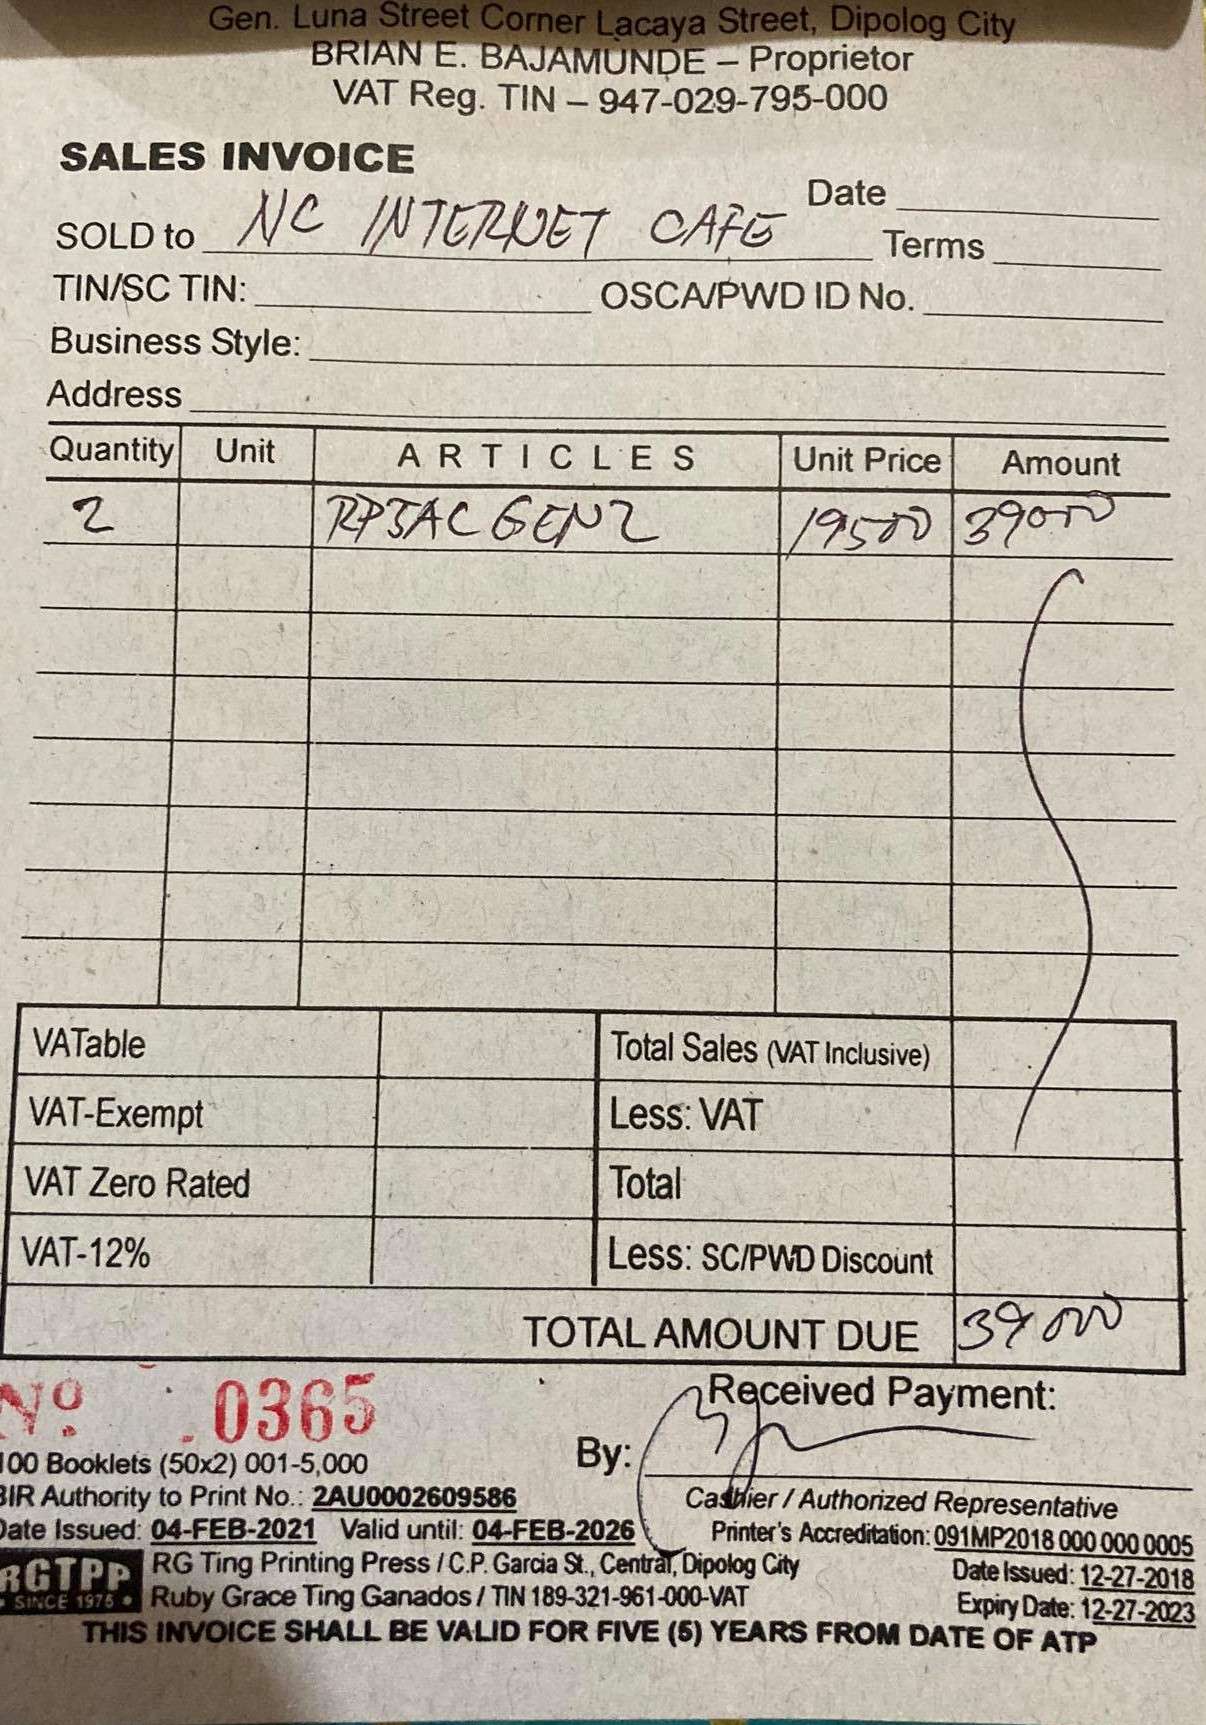 Gen. Luna Street Corner Lacaya Street, Dipolog City
BRIAN E. BAJAMUNDE – Proprietor
VAT Reg. TIN – 947-029-795-000
SALES INVOICE
Date
SOLD to NC INTERNET CAFE
Terms
TIN/SC TIN: OSCA/PWD ID No.
Business Style:
Address
Quantity Unit ARTICLES Unit Price Amount
2 GEN2 19500 39000
VATable Total Sales (VAT Inclusive)
VAT-Exempt Less: VAT
VAT Zero Rated Total
VAT-12% Less: SC/PWD Discount
TOTAL AMOUNT DUE 39000
Nº 0365
Received Payment:
By:
100 Booklets (50x2) 001-5,000
Cashier / Authorized Representative
BIR Authority to Print No.: 2AU0002609586
Date Issued: 04-FEB-2021 Valid until: 04-FEB-2026
Printer's Accreditation: 091MP2018 000 000 0005
RGTPP
SINCE 1975
RG Ting Printing Press / C.P. Garcia St., Central, Dipolog City
Date Issued: 12-27-2018
Ruby Grace Ting Ganados / TIN 189-321-961-000-VAT
Expiry Date: 12-27-2023
THIS INVOICE SHALL BE VALID FOR FIVE (5) YEARS FROM DATE OF ATP